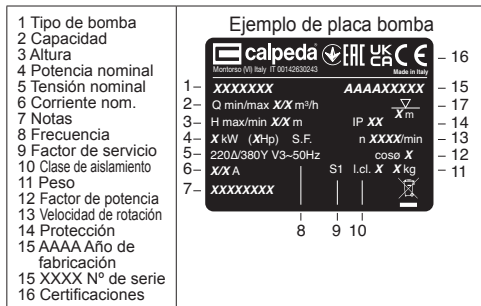 1 Tipo de bomba
2 Capacidad
3 Altura
4 Potencia nominal
5 Tensión nominal
6 Corriente nom.
7 Notas
8 Frecuencia
9 Factor de servicio
10 Clase de aislamiento
11 Peso
12 Factor de potencia
13 Velocidad de rotación
14 Protección
15 AAAA Año de
fabricación
15 XXXX Nº de serie
16 Certificaciones
Ejemplo de placa bomba
calpeda EAC UK CA CE
Montorso (VI) Italy IT 00142630243 Made in Italy
16
1 XXXXXXX AAAAXXXXX 15
2 Q min/max X/X m³/h X m 17
3 H max/min X/X m IP XX 14
4 X kW (XHp) S.F. n XXXX/min 13
5 220Δ/380Y V3~50Hz cosø X 12
6 X/X A S1 I.cl. X X kg 11
7 XXXXXXXX
8 9 10